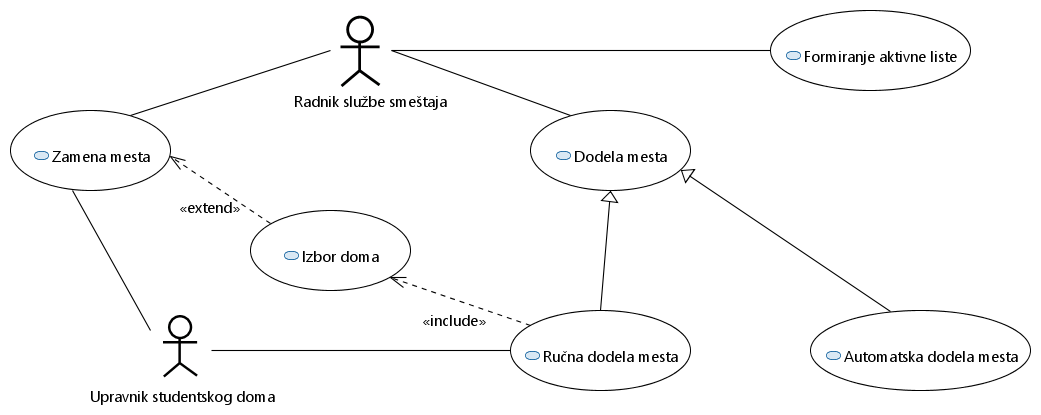 Formiranje aktivne liste
Radnik službe smeštaja
Zamena mesta
Dodela mesta
«extend»
Izbor doma
«include»
Ručna dodela mesta
Automatska dodela mesta
Upravnik studentskog doma